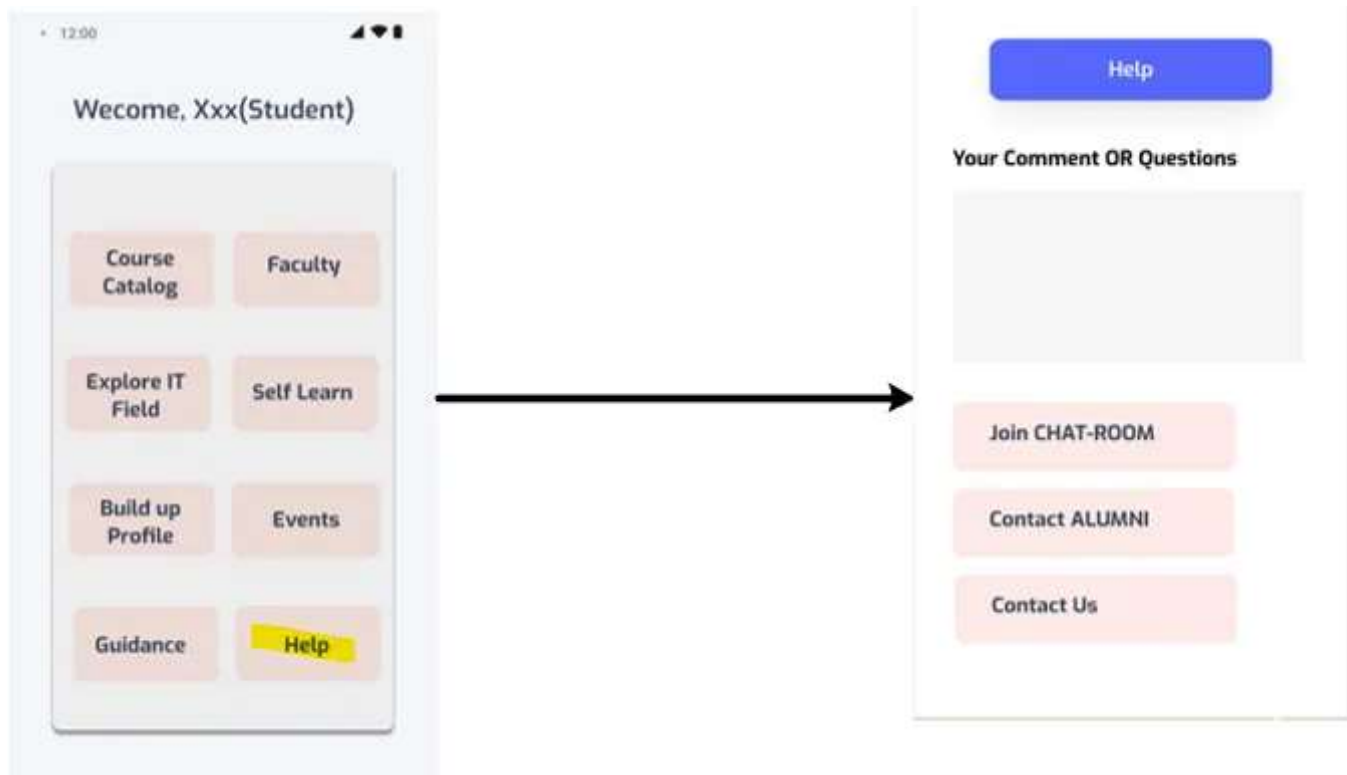 12:00
Wecome, Xxx(Student)
Course
Catalog
Faculty
Explore IT
Field
Self Learn
Build up
Profile
Events
Guidance
Help
Help
Your Comment OR Questions
Join CHAT-ROOM
Contact ALUMNI
Contact Us